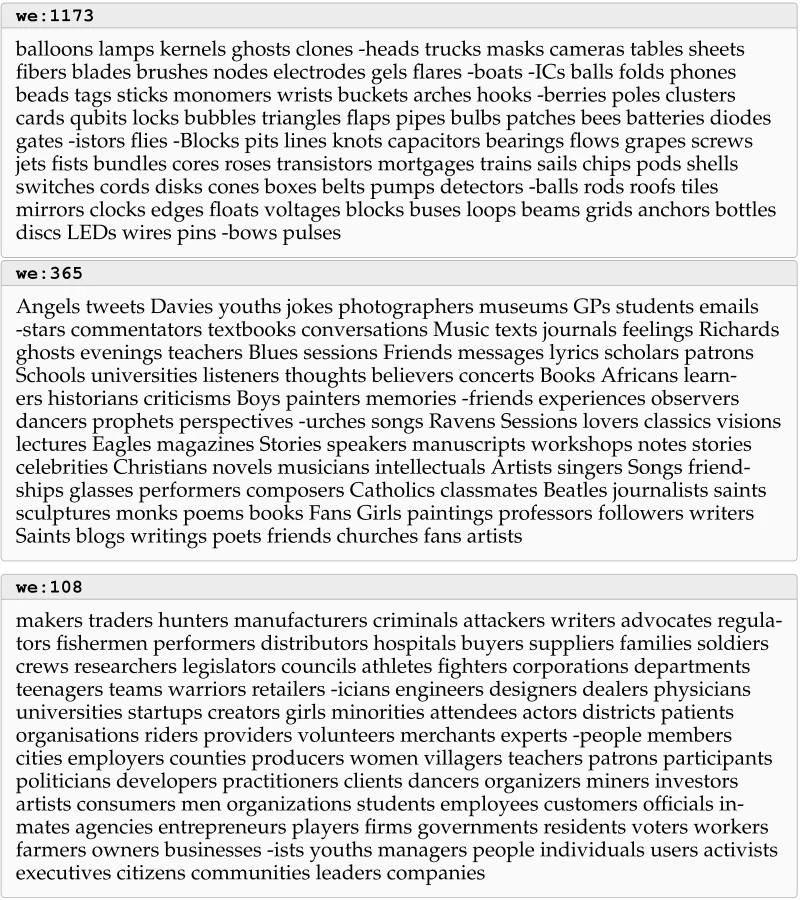 we:1173
balloons lamps kernels ghosts clones -heads trucks masks cameras tables sheets
fibers blades brushes nodes electrodes gels flares -boats -ICs balls folds phones
beads tags sticks monomers wrists buckets arches hooks -berries poles clusters
cards qubits locks bubbles triangles flaps pipes bulbs patches bees batteries diodes
gates -istors flies -Blocks pits lines knots capacitors bearings flows grapes screws
jets fists bundles cores roses transistors mortgages trains sails chips pods shells
switches cords disks cones boxes belts pumps detectors -balls rods roofs tiles
mirrors clocks edges floats voltages blocks buses loops beams grids anchors bottles
discs LEDs wires pins -bows pulses
we:365
Angels tweets Davies youths jokes photographers museums GPs students emails
-stars commentators textbooks conversations Music texts journals feelings Richards
ghosts evenings teachers Blues sessions Friends messages lyrics scholars patrons
Schools universities listeners thoughts believers concerts Books Africans learn-
ers historians criticisms Boys painters memories -friends experiences observers
dancers prophets perspectives -urches songs Ravens Sessions lovers classics visions
lectures Eagles magazines Stories speakers manuscripts workshops notes stories
celebrities Christians novels musicians intellectuals Artists singers Songs friend-
ships glasses performers composers Catholics classmates Beatles journalists saints
sculptures monks poems books Fans Girls paintings professors followers writers
Saints blogs writings poets friends churches fans artists
we:108
makers traders hunters manufacturers criminals attackers writers advocates regula-
tors fishermen performers distributors hospitals buyers suppliers families soldiers
crews researchers legislators councils athletes fighters corporations departments
teenagers teams warriors retailers -icians engineers designers dealers physicians
universities startups creators girls minorities attendees actors districts patients
organisations riders providers volunteers merchants experts -people members
cities employers counties producers women villagers teachers patrons participants
politicians developers practitioners clients dancers organizers miners investors
artists consumers men organizations students employees customers officials in-
mates agencies entrepreneurs players firms governments residents voters workers
farmers owners businesses -ists youths managers people individuals users activists
executives citizens communities leaders companies